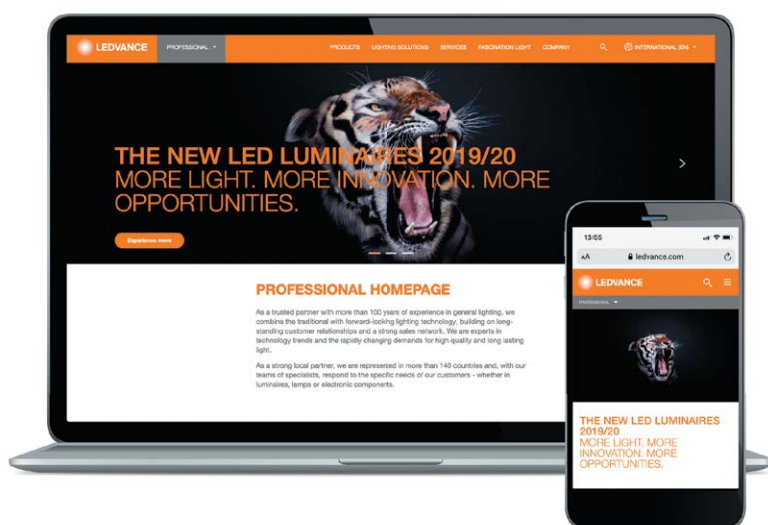 LEDVANCE
PROFESSIONAL
PRODUCTS LIGHTING SOLUTIONS SERVICES FASCINATION LIGHT COMPANY
INTERNATIONAL (EN)
THE NEW LED LUMINAIRES 2019/20
MORE LIGHT. MORE INNOVATION. MORE
OPPORTUNITIES.
Experience more
PROFESSIONAL HOMEPAGE
As a trusted partner with more than 100 years of experience in general lighting, we
combine the traditional with forward-looking lighting technology, building on long-
standing customer relationships and a strong sales network. We are experts in
technology trends and the rapidly changing demands for high quality and long lasting
light.
As a strong local partner, we are represented in more than 140 countries and, with our
teams of specialists, respond to the specific needs of our customers - whether in
luminaires, lamps or electronic components.
13:55
AA ledvance.com
LEDVANCE
PROFESSIONAL
THE NEW LED LUMINAIRES
2019/20
MORE LIGHT. MORE
INNOVATION. MORE
OPPORTUNITIES.